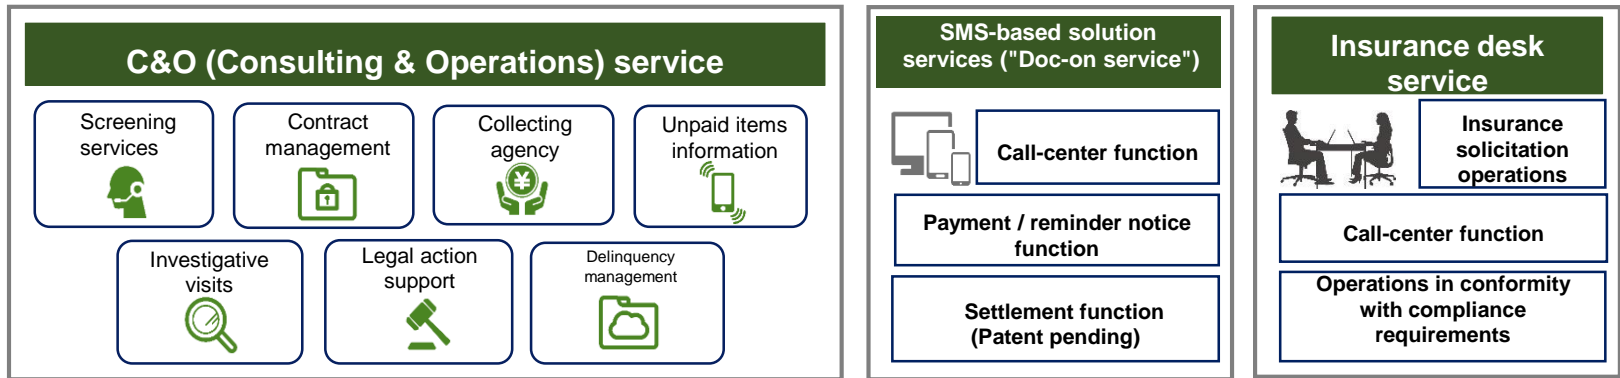 C&O (Consulting & Operations) service
Screening
services
Contract
management
Collecting
agency
¥
Unpaid items
information
Investigative
visits
Legal action
support
Delinquency
management
SMS-based solution
services ("Doc-on service")
Call-center function
Payment / reminder notice
function
Settlement function
(Patent pending)
Insurance desk
service
Insurance
solicitation
operations
Call-center function
Operations in conformity
with compliance
requirements